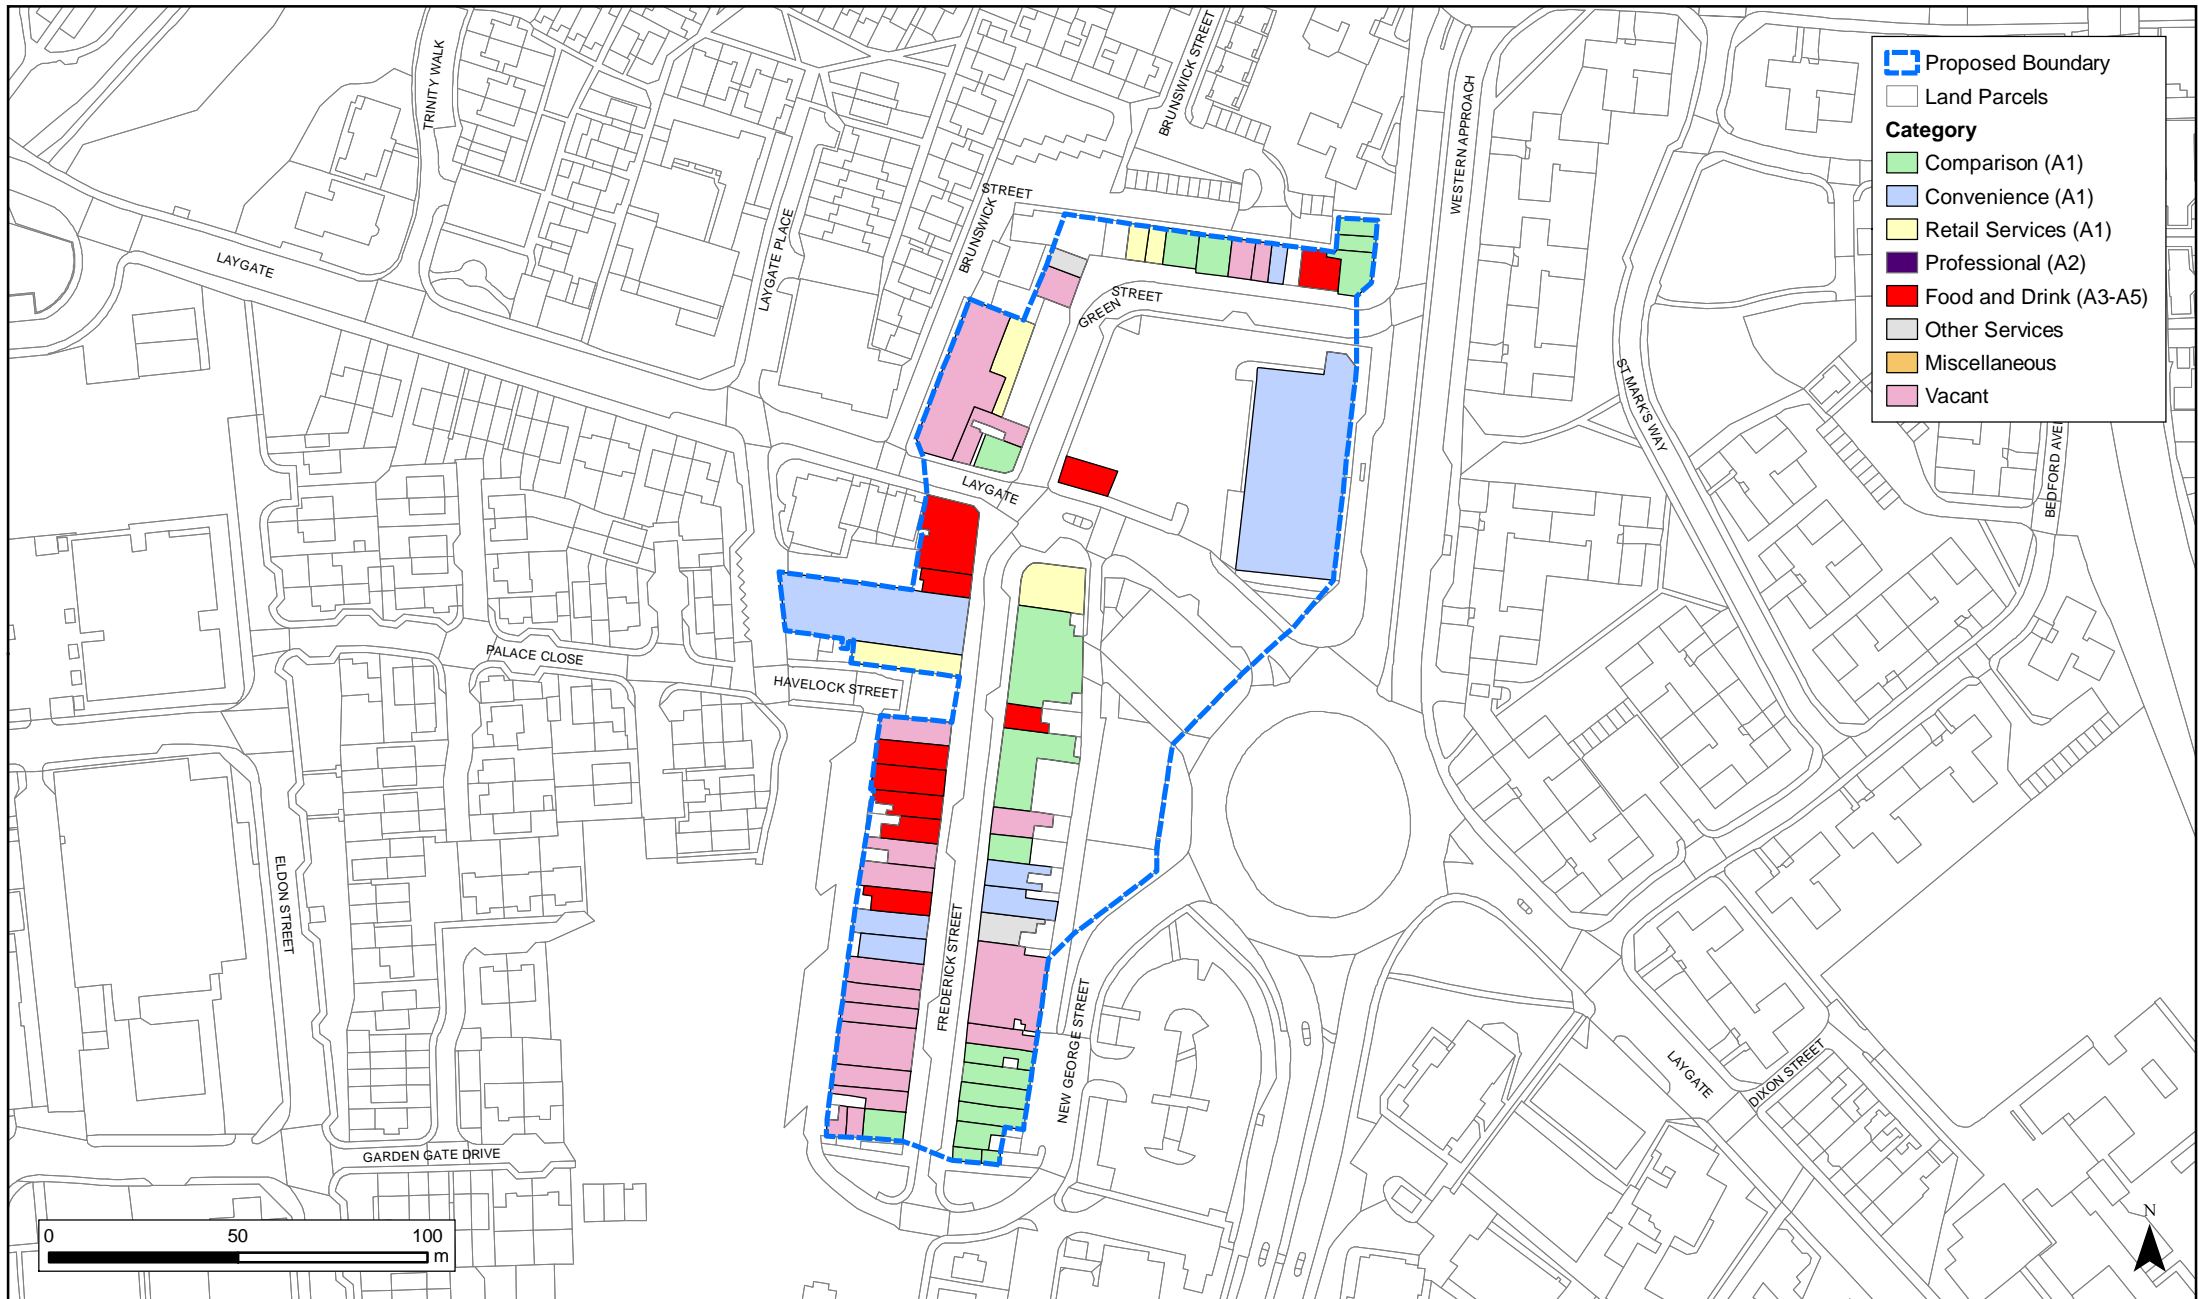 Proposed Boundary
Land Parcels
Category
Comparison (A1)
Convenience (A1)
Retail Services (A1)
Professional (A2)
Food and Drink (A3-A5)
Other Services
Miscellaneous
Vacant
TRINITY WALK
BRUNSWICK STREET
WESTERN APPROACH
STREET
BRUNSWICK
LAYGATE PLACE
LAYGATE
STREET
GREEN
ST MARK'S WAY
BEDFORD AVE
LAYGATE
PALACE CLOSE
HAVELOCK STREET
ELDON STREET
FREDERICK STREET
NEW GEORGE STREET
LAYGATE
DIXON STREET
GARDEN GATE DRIVE
0 50 100
m
N